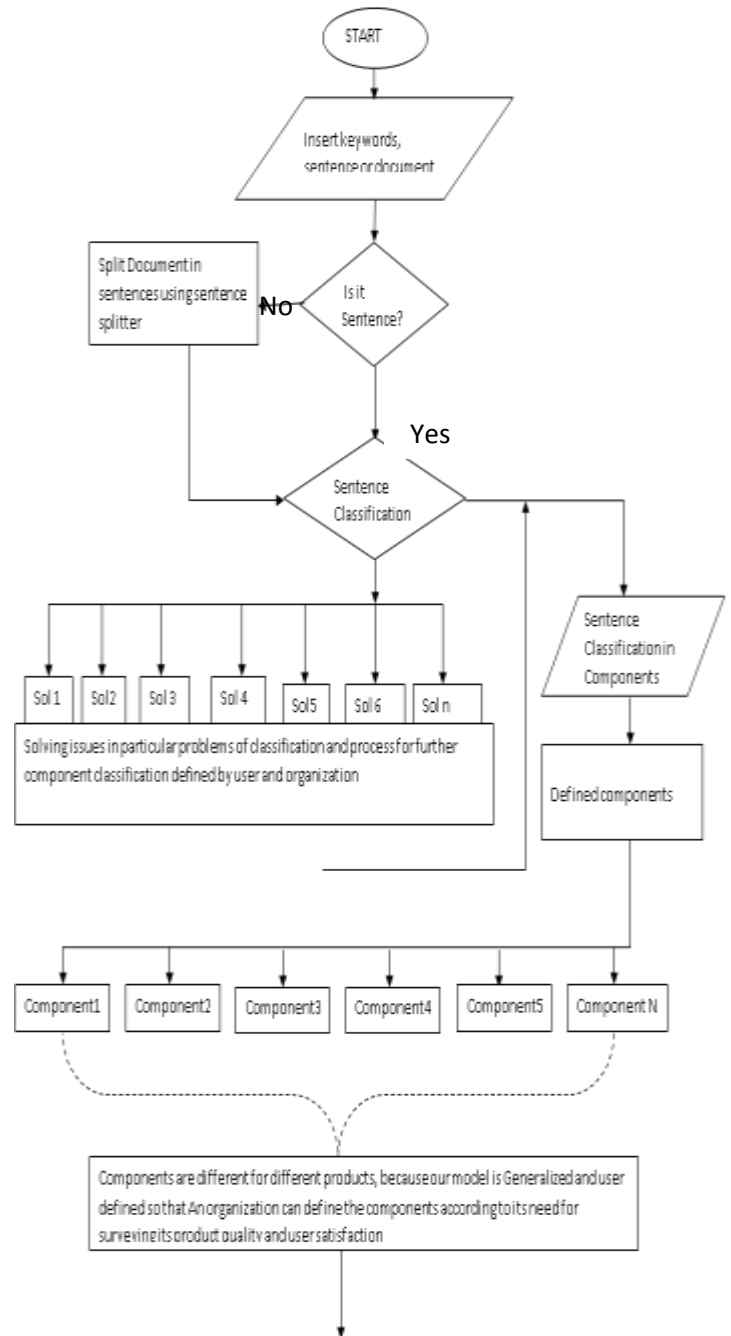 START
Insert keywords,
sentence or document
Split Document in
sentences using sentence
splitter
No
Is it
Sentence?
Yes
Sentence
Classification
Sentence
Classification in
Components
Sol 1
Sol2
Sol 3
Sol 4
Sol5
Sol 6
Sol n
Solving issues in particular problems of classification and process for further
component classification defined by user and organization
Defined components
Component1
Component2
Component3
Component4
Component5
Component N
Components are different for different products, because our model is Generalized and user
defined so that An organization can define the components according to its need for
surveying its product quality and user satisfaction